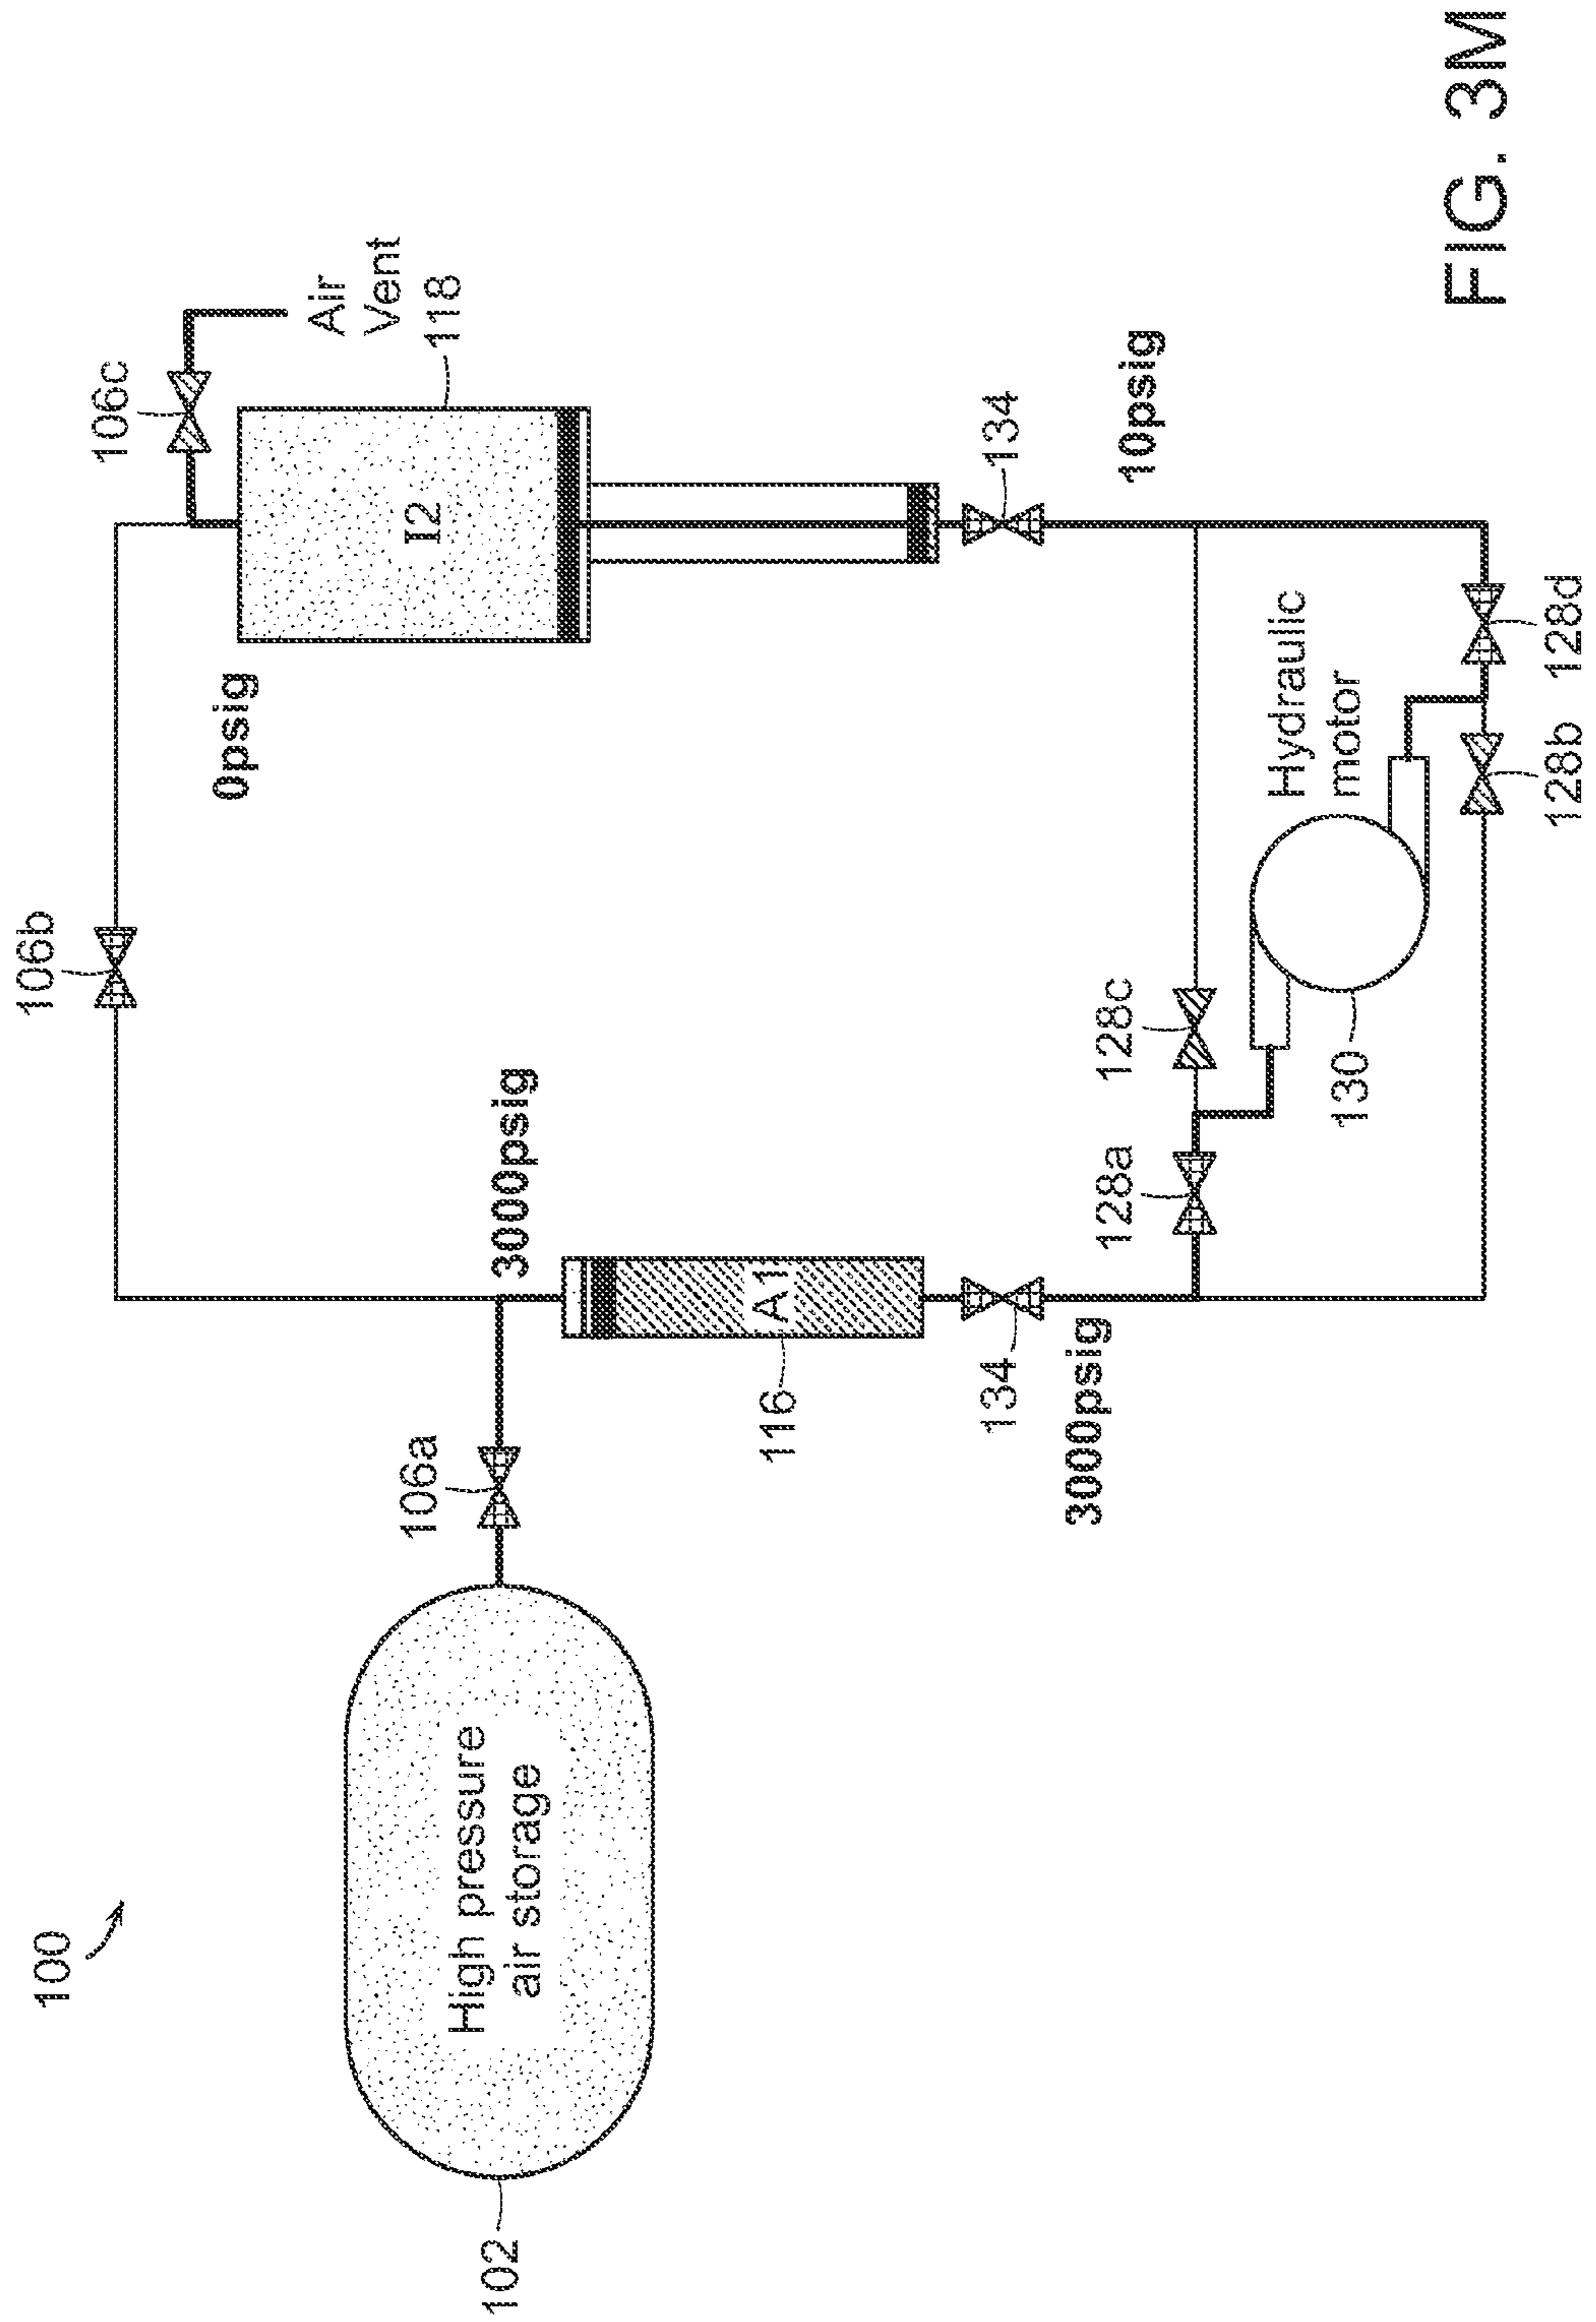 100
102
High pressure
air storage
106a
3000psig
106b
0psig
106c
Air
Vent
118
I2
116
A1
134
3000psig
134
10psig
128a
128c
130
Hydraulic
motor
128b
128d
FIG. 3M